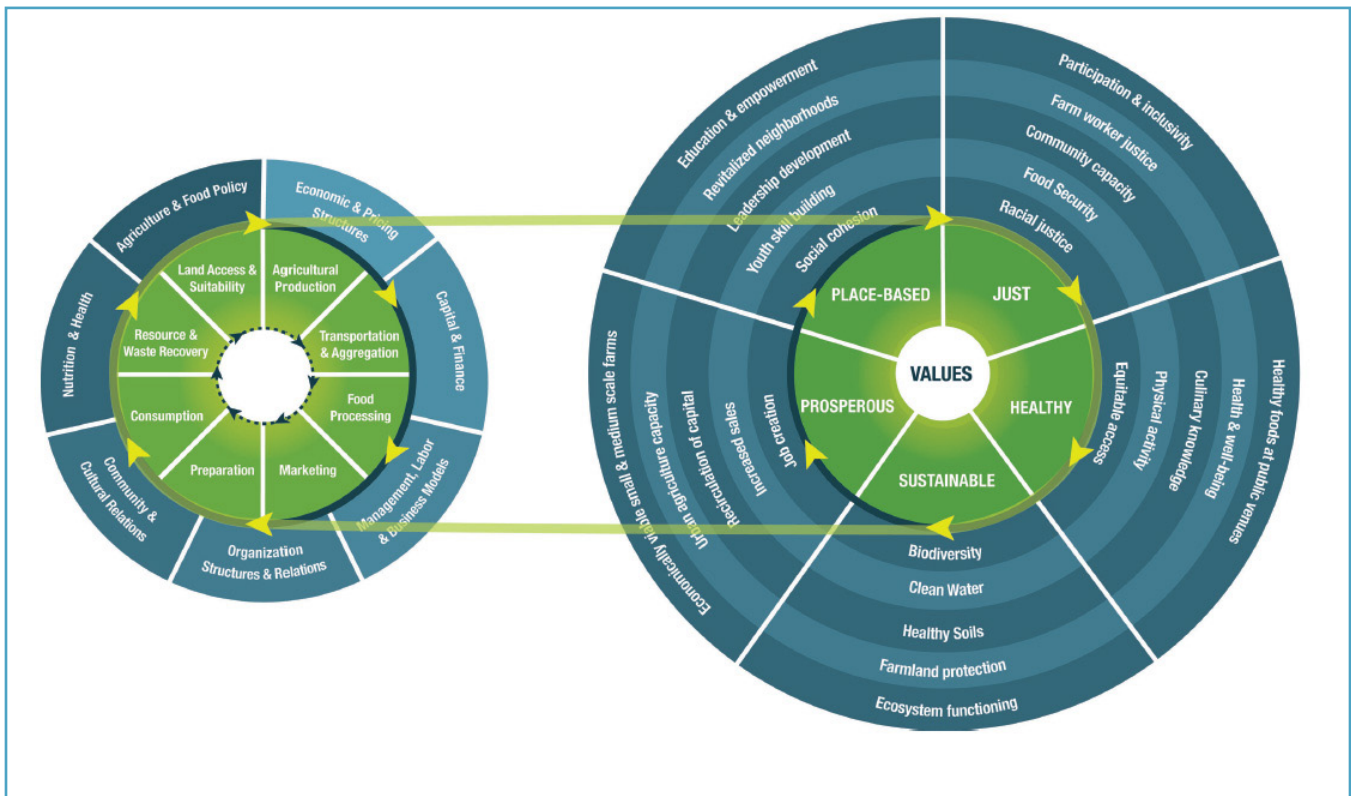 Agriculture & Food Policy
Economic & Pricing
Structures
Capital & Finance
Management, Labor
& Business Models
Organization
Structures & Relations
Community &
Cultural Relations
Nutrition & Health
Land Access &
Suitability
Agricultural
Production
Transportation
& Aggregation
Food
Processing
Marketing
Preparation
Consumption
Resource &
Waste Recovery
Education & empowerment
Revitalized neighborhoods
Leadership development
Youth skill building
Social cohesion
Participation & inclusivity
Farm worker justice
Community capacity
Food Security
Racial justice
Healthy foods at public venues
Health & well-being
Culinary knowledge
Physical activity
Equitable access
Biodiversity
Clean Water
Healthy Soils
Farmland protection
Ecosystem functioning
Economically viable small & medium scale farms
Urban agriculture capacity
Recirculation of capital
Increased sales
Job creation
PLACE-BASED
JUST
HEALTHY
SUSTAINABLE
PROSPEROUS
VALUES